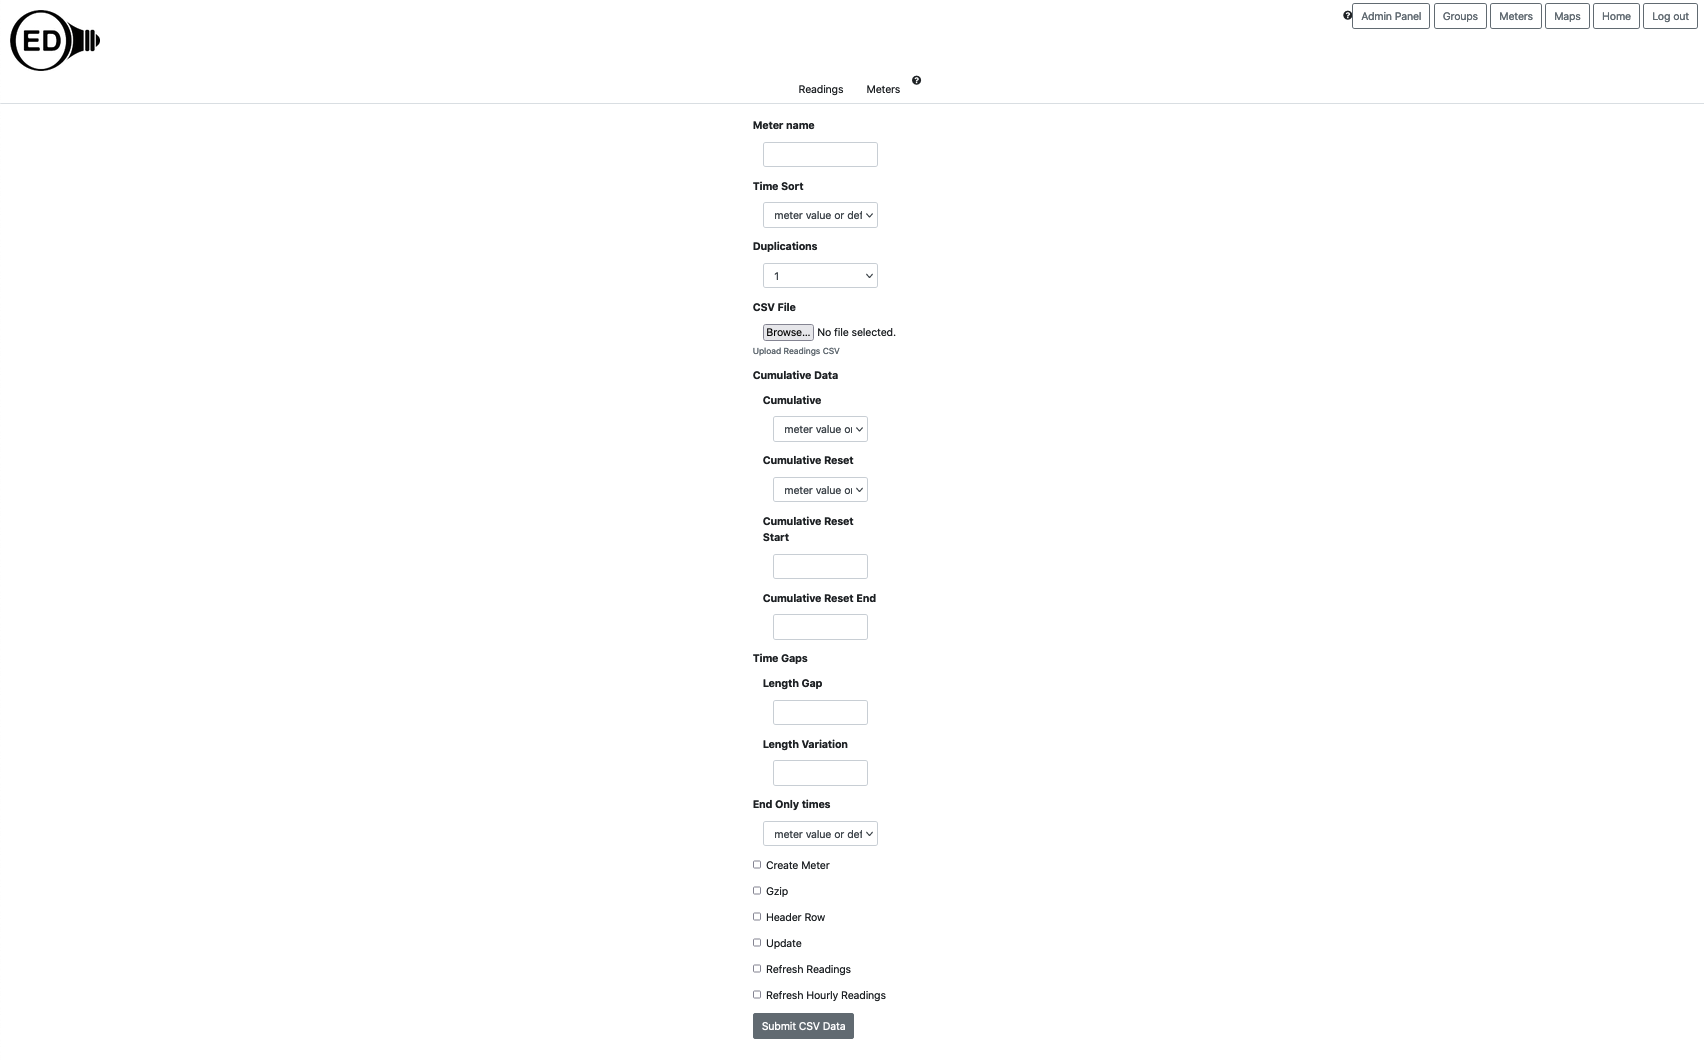 ED
Admin Panel Groups Meters Maps Home Log out
Readings Meters
Meter name
Time Sort
meter value or def
Duplications
1
CSV File
Browse... No file selected.
Upload Readings CSV
Cumulative Data
Cumulative
meter value or
Cumulative Reset
meter value or
Cumulative Reset
Start
Cumulative Reset End
Time Gaps
Length Gap
Length Variation
End Only times
meter value or def
Create Meter
Gzip
Header Row
Update
Refresh Readings
Refresh Hourly Readings
Submit CSV Data